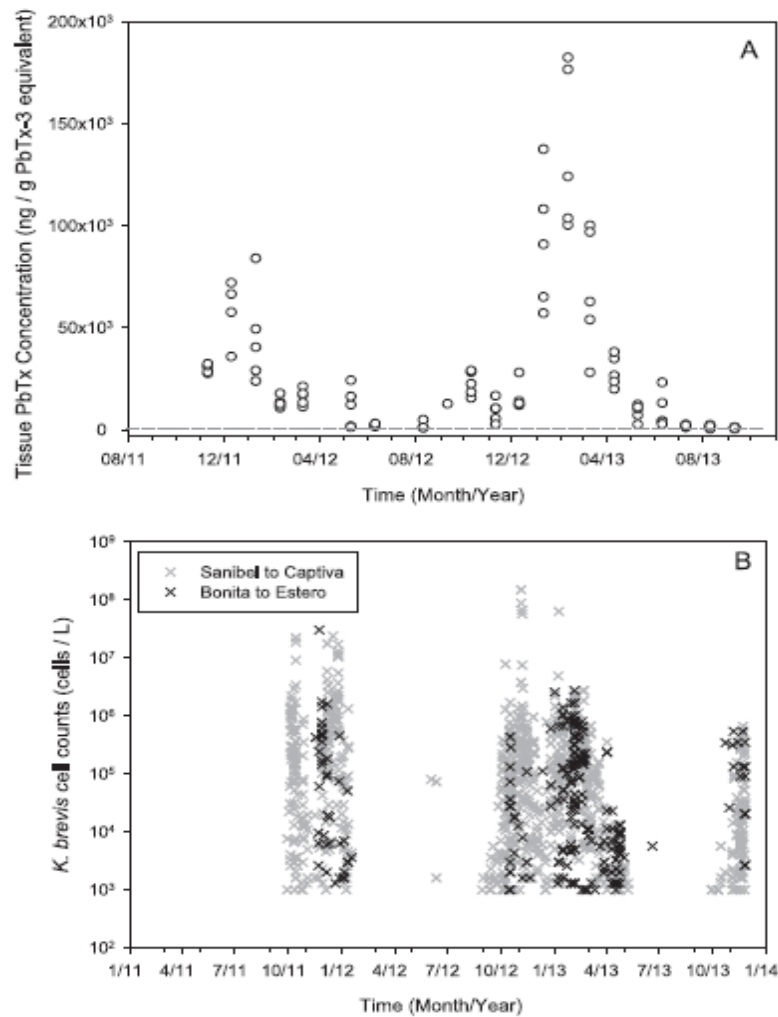 A
Tissue PbTx Concentration (ng / g PbTx-3 equivalent)
200x10³
150x10³
100x10³
50x10³
0
08/11 12/11 04/12 08/12 12/12 04/13 08/13
Time (Month/Year)
B
Sanibel to Captiva
Bonita to Estero
K. brevis cell counts (cells / L)
10⁹
10⁸
10⁷
10⁶
10⁵
10⁴
10³
10²
1/11 4/11 7/11 10/11 1/12 4/12 7/12 10/12 1/13 4/13 7/13 10/13 1/14
Time (Month/Year)